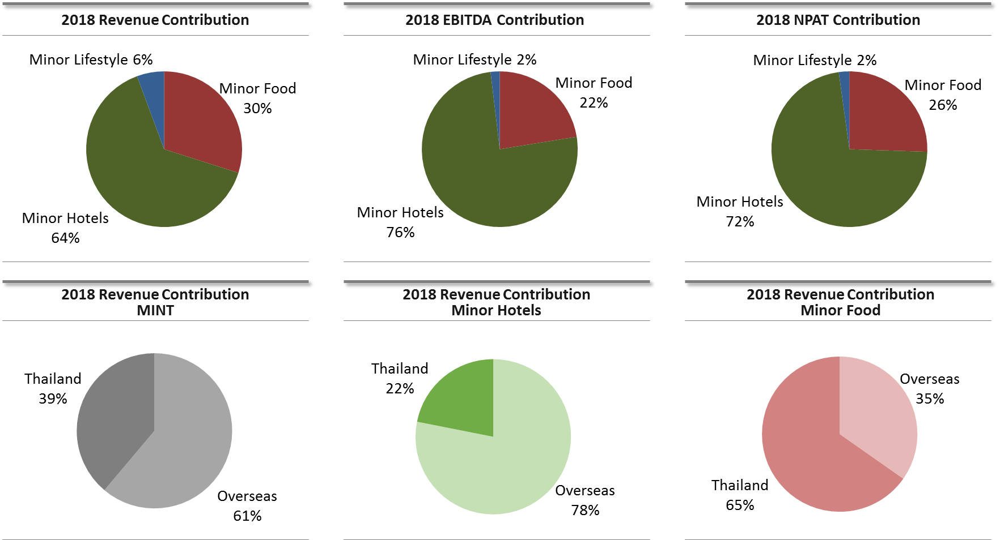 2018 Revenue Contribution
Minor Lifestyle 6%
Minor Food
30%
Minor Hotels
64%
2018 EBITDA Contribution
Minor Lifestyle 2%
Minor Food
22%
Minor Hotels
76%
2018 NPAT Contribution
Minor Lifestyle 2%
Minor Food
26%
Minor Hotels
72%
2018 Revenue Contribution
MINT
Thailand
39%
Overseas
61%
2018 Revenue Contribution
Minor Hotels
Thailand
22%
Overseas
78%
2018 Revenue Contribution
Minor Food
Overseas
35%
Thailand
65%